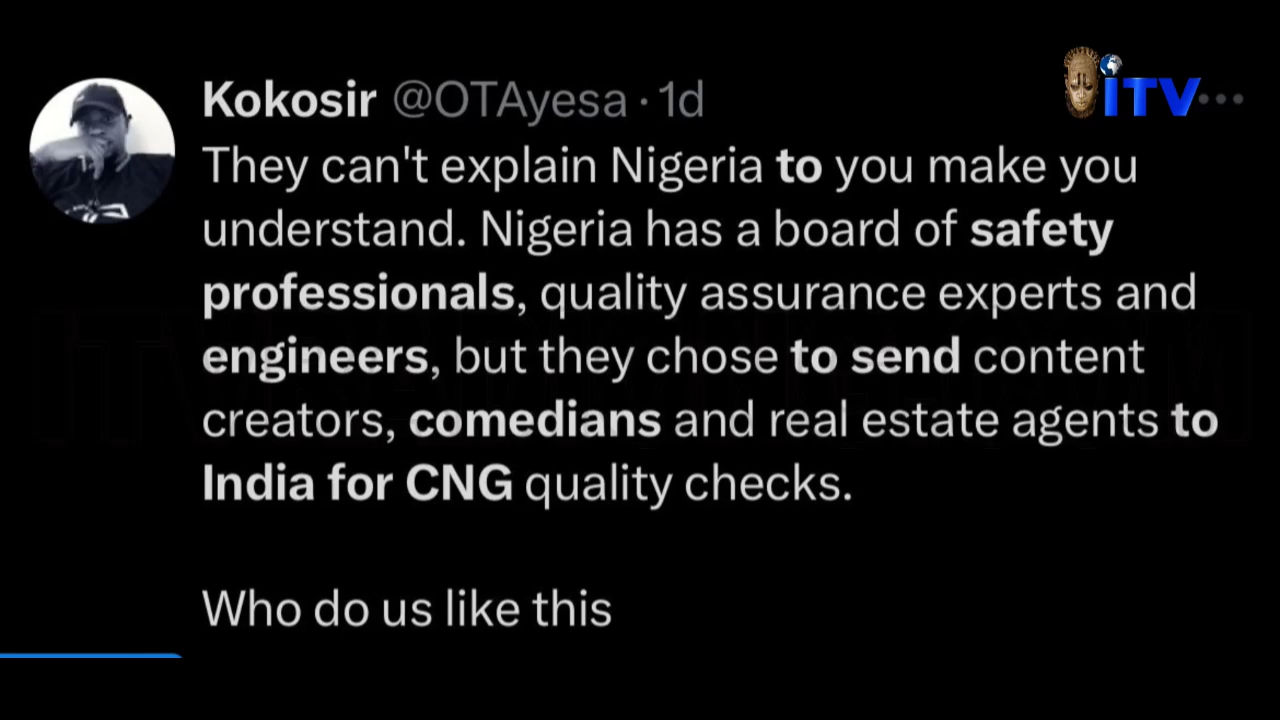 iTV
Kokosir @OTAyesa · 1d
They can't explain Nigeria to you make you
understand. Nigeria has a board of safety
professionals, quality assurance experts and
engineers, but they chose to send content
creators, comedians and real estate agents to
India for CNG quality checks.
Who do us like this